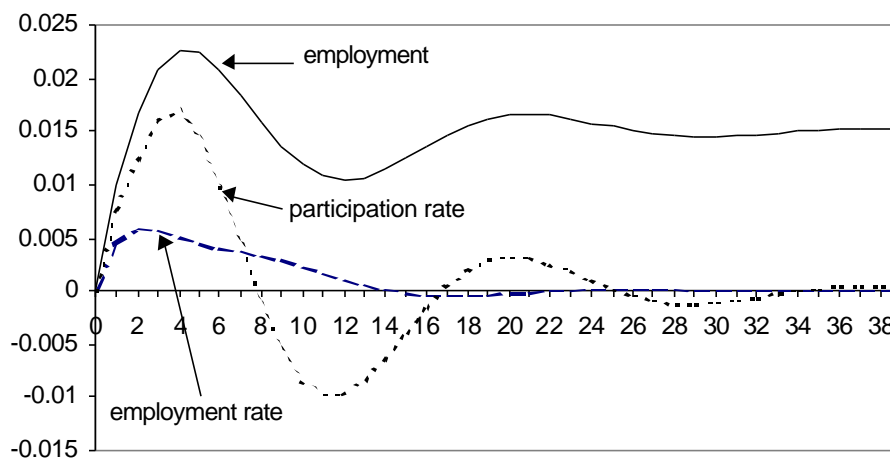 0.025
employment
0.02
0.015
0.01
participation rate
0.005
0
0 2 4 6 8 10 12 14 16 18 20 22 24 26 28 30 32 34 36 38
-0.005
-0.01
employment rate
-0.015